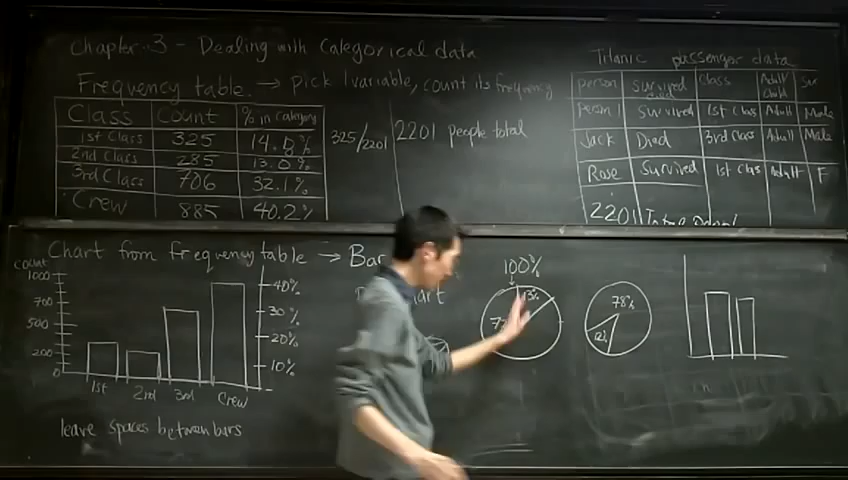 Chapter 3 - Dealing with Categorical data
Frequency table. → pick 1 variable, count its frequency
Class Count % in category
1st Class 325 14.8%
2nd Class 285 13.0%
3rd Class 706 32.1%
Crew 885 40.2%
325/2201
2201 people total
Titanic passenger data
person survived Class Adult Child Sex
Person 1 survived 1st Class Adult Male
Jack Died 3rd Class Adult Male
Rose Survived 1st Class Adult F
2201 Total
Chart from frequency table → Bar
chart
count
1000
700
500
200
0
40%
30%
20%
10%
1st 2nd 3rd Crew
leave spaces between bars
100%
13%
78%
12%